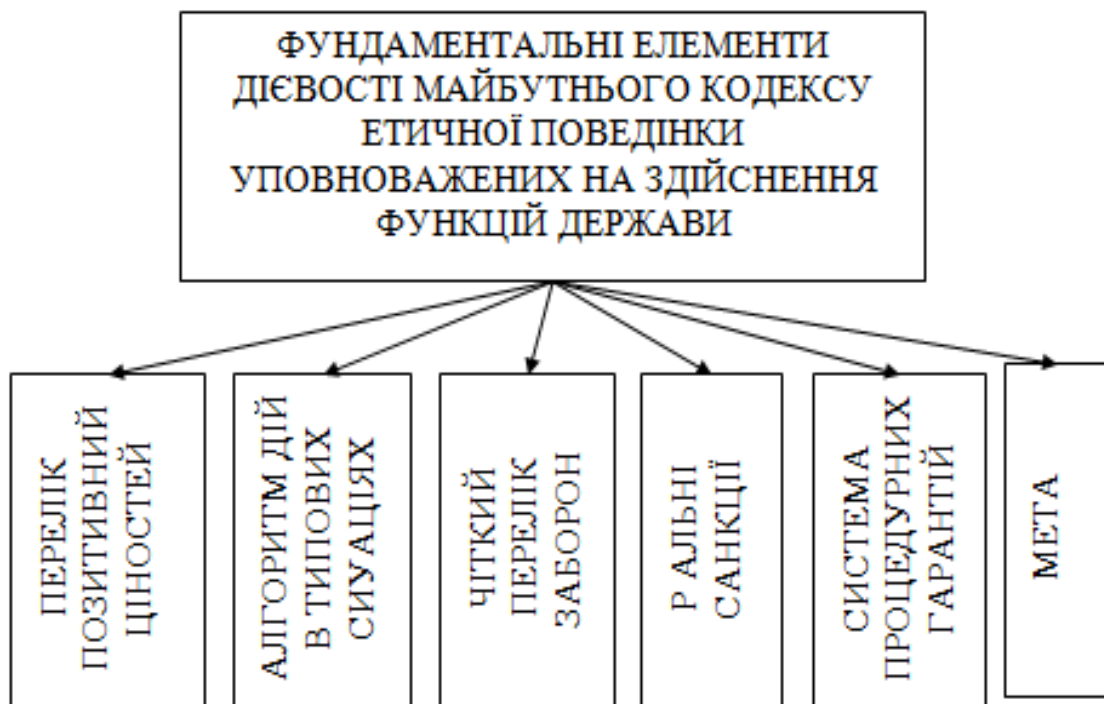 ФУНДАМЕНТАЛЬНІ ЕЛЕМЕНТИ
ДІЄВОСТІ МАЙБУТНЬОГО КОДЕКСУ
ЕТИЧНОЇ ПОВЕДІНКИ
УПОВНОВАЖЕНИХ НА ЗДІЙСНЕННЯ
ФУНКЦІЙ ДЕРЖАВИ
ПЕРЕЛІК
ПОЗИТИВНИЙ
ЦІНОСТЕЙ
АЛГОРИТМ ДІЙ
В ТИПОВИХ
СИУАЦІЯХ
ЧІТКИЙ
ПЕРЕЛІК
ЗАБОРОН
Р АЛЬНІ
САНКЦІЇ
СИСТЕМА
ПРОЦЕДУРНИХ
ГАРАНТІЙ
МЕТА